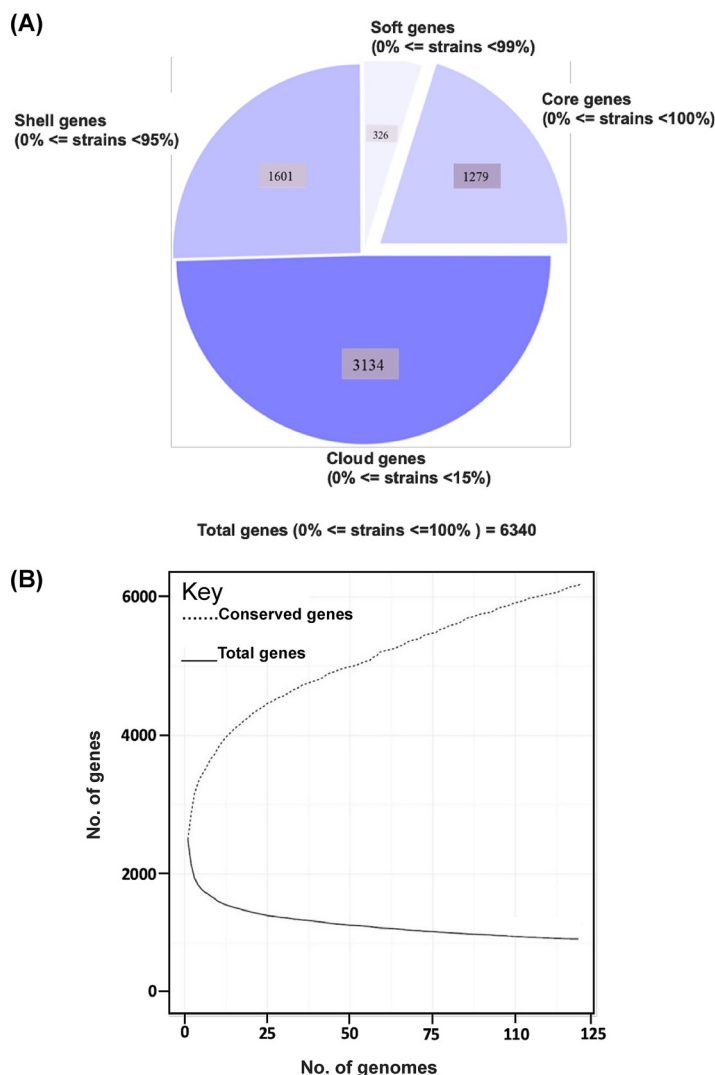 (A)
Soft genes
(0% <= strains <99%)
Core genes
(0% <= strains <100%)
Shell genes
(0% <= strains <95%)
326
1601
1279
3134
Cloud genes
(0% <= strains <15%)
Total genes (0% <= strains <=100% ) = 6340
(B)
Key
Conserved genes
Total genes
6000
4000
2000
0
No. of genes
0 25 50 75 110 125
No. of genomes